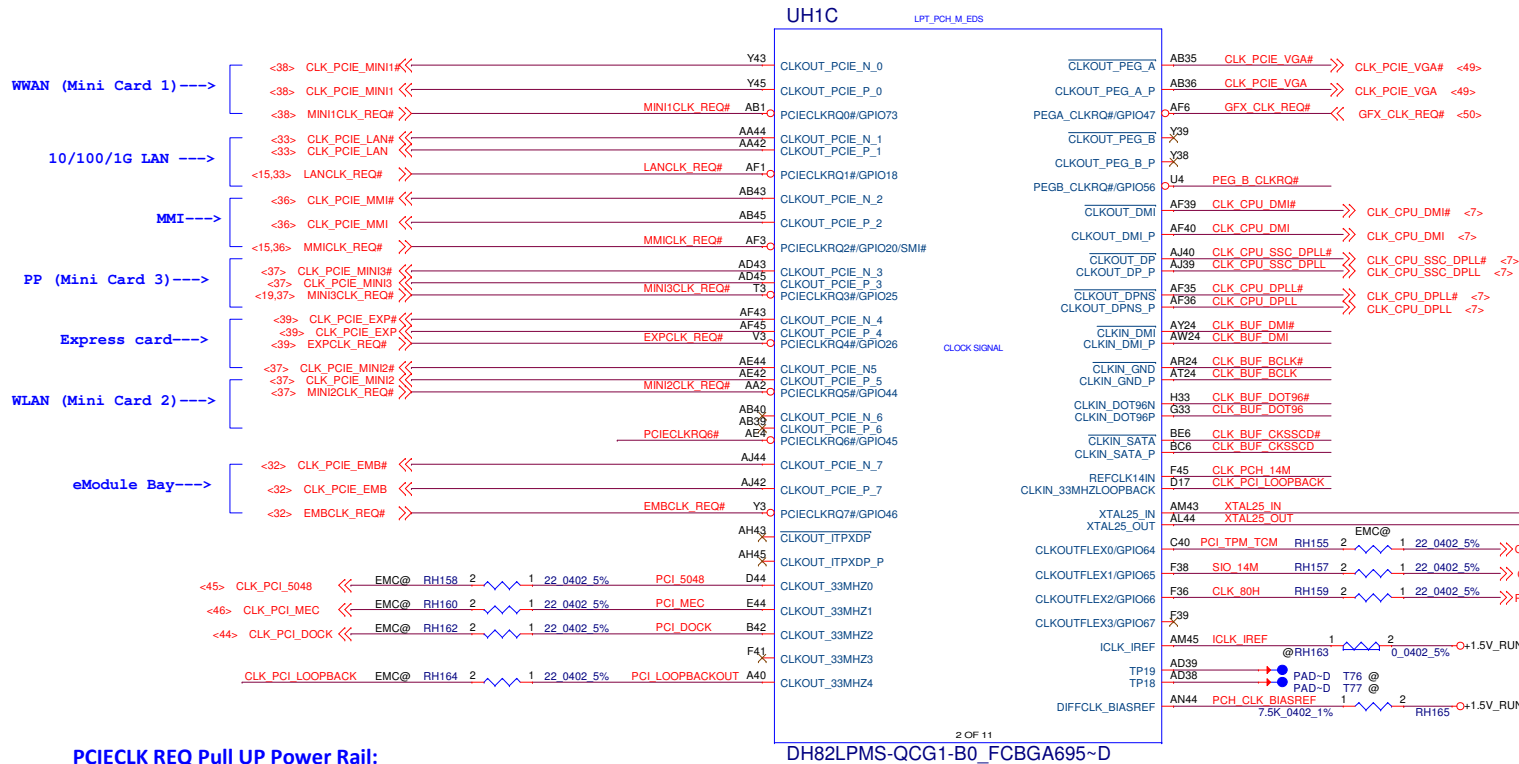 UH1C
LPT_PCH_M_EDS
WWAN (Mini Card 1)--->
<38> CLK_PCIE_MINI1# Y43 CLKOUT_PCIE_N_0
<38> CLK_PCIE_MINI1 Y45 CLKOUT_PCIE_P_0
<38> MINI1CLK_REQ# MINI1CLK_REQ# AB1 PCIECLKRQ0#/GPIO73
10/100/1G LAN --->
<33> CLK_PCIE_LAN# AA44 CLKOUT_PCIE_N_1
<33> CLK_PCIE_LAN AA42 CLKOUT_PCIE_P_1
<15,33> LANCLK_REQ# LANCLK_REQ# AF1 PCIECLKRQ1#/GPIO18
MMI--->
<36> CLK_PCIE_MMI# AB43 CLKOUT_PCIE_N_2
<36> CLK_PCIE_MMI AB45 CLKOUT_PCIE_P_2
<15,36> MMICLK_REQ# MMICLK_REQ# AF3 PCIECLKRQ2#/GPIO20/SMI#
PP (Mini Card 3)--->
<37> CLK_PCIE_MINI3# AD43 CLKOUT_PCIE_N_3
<37> CLK_PCIE_MINI3 AD45 CLKOUT_PCIE_P_3
<19,37> MINI3CLK_REQ# MINI3CLK_REQ# T3 PCIECLKRQ3#/GPIO25
Express card--->
<39> CLK_PCIE_EXP# AF43 CLKOUT_PCIE_N_4
<39> CLK_PCIE_EXP AF45 CLKOUT_PCIE_P_4
<39> EXPCLK_REQ# EXPCLK_REQ# V3 PCIECLKRQ4#/GPIO26
WLAN (Mini Card 2)--->
<37> CLK_PCIE_MINI2# AE44 CLKOUT_PCIE_N5
<37> CLK_PCIE_MINI2 AE42 CLKOUT_PCIE_P_5
<37> MINI2CLK_REQ# MINI2CLK_REQ# AA2 PCIECLKRQ5#/GPIO44
AB40 CLKOUT_PCIE_N_6
AB39 CLKOUT_PCIE_P_6
PCIECLKRQ6# AE4 PCIECLKRQ6#/GPIO45
eModule Bay--->
<32> CLK_PCIE_EMB# AJ44 CLKOUT_PCIE_N_7
<32> CLK_PCIE_EMB AJ42 CLKOUT_PCIE_P_7
<32> EMBCLK_REQ# EMBCLK_REQ# Y3 PCIECLKRQ7#/GPIO46
AH43 CLKOUT_ITPXDP
AH45 CLKOUT_ITPXDP_P
<45> CLK_PCI_5048 EMC@ RH158 2 1 22_0402_5% PCI_5048 D44 CLKOUT_33MHZ0
<46> CLK_PCI_MEC EMC@ RH160 2 1 22_0402_5% PCI_MEC E44 CLKOUT_33MHZ1
<44> CLK_PCI_DOCK EMC@ RH162 2 1 22_0402_5% PCI_DOCK B42 CLKOUT_33MHZ2
F41 CLKOUT_33MHZ3
CLK_PCI_LOOPBACK EMC@ RH164 2 1 22_0402_5% PCI_LOOPBACKOUT A40 CLKOUT_33MHZ4
CLOCK SIGNAL
CLKOUT_PEG_A AB35 CLK_PCIE_VGA# CLK_PCIE_VGA# <49>
CLKOUT_PEG_A_P AB36 CLK_PCIE_VGA CLK_PCIE_VGA <49>
PEGA_CLKRQ#/GPIO47 AF6 GFX_CLK_REQ# GFX_CLK_REQ# <50>
CLKOUT_PEG_B Y39
CLKOUT_PEG_B_P Y38
PEGB_CLKRQ#/GPIO56 U4 PEG_B_CLKRQ#
CLKOUT_DMI AF39 CLK_CPU_DMI# CLK_CPU_DMI# <7>
CLKOUT_DMI_P AF40 CLK_CPU_DMI CLK_CPU_DMI <7>
CLKOUT_DP AJ40 CLK_CPU_SSC_DPLL# CLK_CPU_SSC_DPLL# <7>
CLKOUT_DP_P AJ39 CLK_CPU_SSC_DPLL CLK_CPU_SSC_DPLL <7>
CLKOUT_DPNS AF35 CLK_CPU_DPLL# CLK_CPU_DPLL# <7>
CLKOUT_DPNS_P AF36 CLK_CPU_DPLL CLK_CPU_DPLL <7>
CLKIN_DMI AY24 CLK_BUF_DMI#
CLKIN_DMI_P AW24 CLK_BUF_DMI
CLKIN_GND AR24 CLK_BUF_BCLK#
CLKIN_GND_P AT24 CLK_BUF_BCLK
CLKIN_DOT96N H33 CLK_BUF_DOT96#
CLKIN_DOT96P G33 CLK_BUF_DOT96
CLKIN_SATA BE6 CLK_BUF_CKSSCD#
CLKIN_SATA_P BC6 CLK_BUF_CKSSCD
REFCLK14IN F45 CLK_PCH_14M
CLKIN_33MHZLOOPBACK D17 CLK_PCI_LOOPBACK
XTAL25_IN AM43 XTAL25_IN
XTAL25_OUT AL44 XTAL25_OUT
EMC@
CLKOUTFLEX0/GPIO64 C40 PCI_TPM_TCM RH155 2 1 22_0402_5%
CLKOUTFLEX1/GPIO65 F38 SIO_14M RH157 2 1 22_0402_5%
CLKOUTFLEX2/GPIO66 F36 CLK_80H RH159 2 1 22_0402_5%
CLKOUTFLEX3/GPIO67 F39
ICLK_IREF AM45 ICLK_IREF 1 2 +1.5V_RUN
@RH163 0_0402_5%
TP19 AD39 PAD~D T76 @
TP18 AD38 PAD~D T77 @
DIFFCLK_BIASREF AN44 PCH_CLK_BIASREF 1 2 +1.5V_RUN
7.5K_0402_1% RH165
2 OF 11
DH82LPMS-QCG1-B0_FCBGA695~D
PCIECLK REQ Pull UP Power Rail: